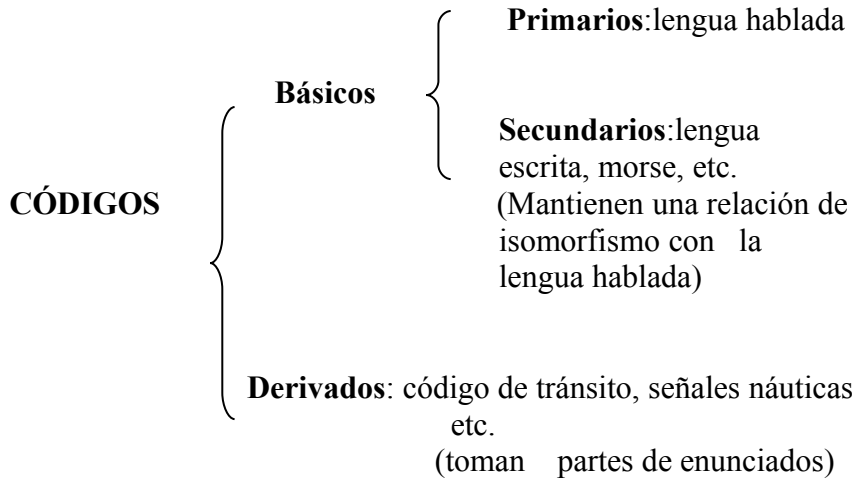 Primarios:lengua hablada
Básicos
Secundarios:lengua
escrita, morse, etc.
CÓDIGOS
(Mantienen una relación de
isomorfismo con la
lengua hablada)
Derivados: código de tránsito, señales náuticas
etc.
(toman partes de enunciados)